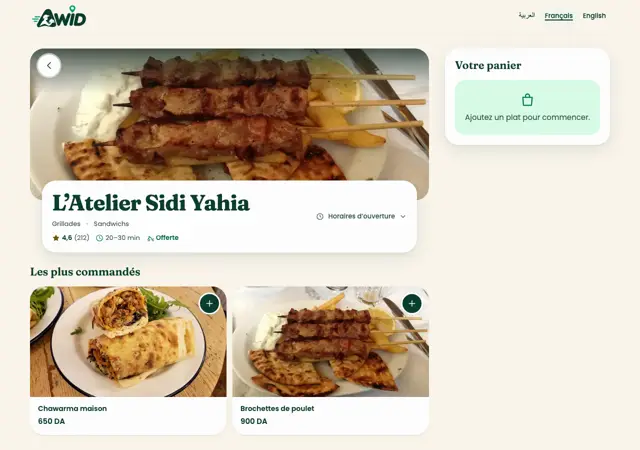 AWID
العربية
Français
English
Votre panier
Ajoutez un plat pour commencer.
L’Atelier Sidi Yahia
Grillades · Sandwichs
4,6 (212) 20–30 min Offerte
Horaires d’ouverture
Les plus commandés
Chawarma maison
650 DA
Brochettes de poulet
900 DA